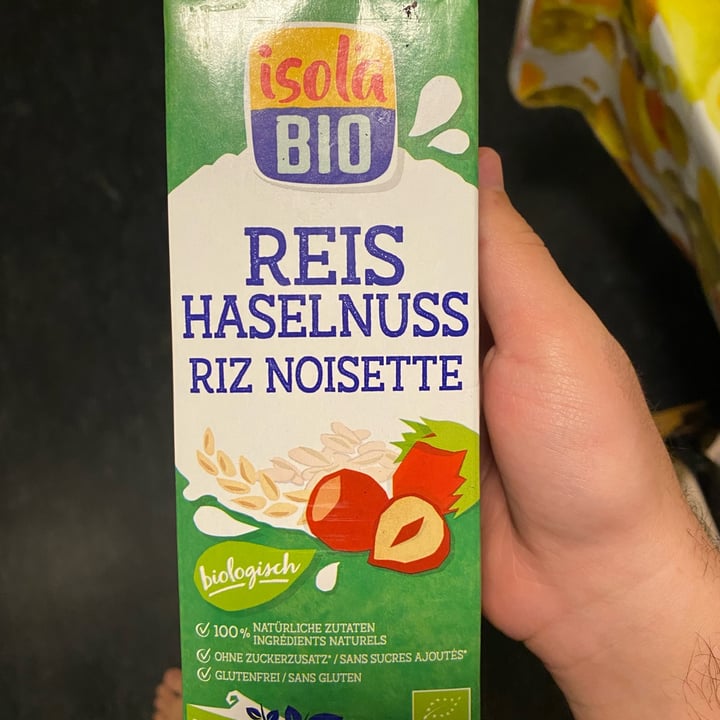 isola
BIO
REIS
HASELNUSS
RIZ NOISETTE
biologisch
100% NATÜRLICHE ZUTATEN
INGRÉDIENTS NATURELS
OHNE ZUCKERZUSATZ* / SANS SUCRES AJOUTÉS*
GLUTENFREI / SANS GLUTEN